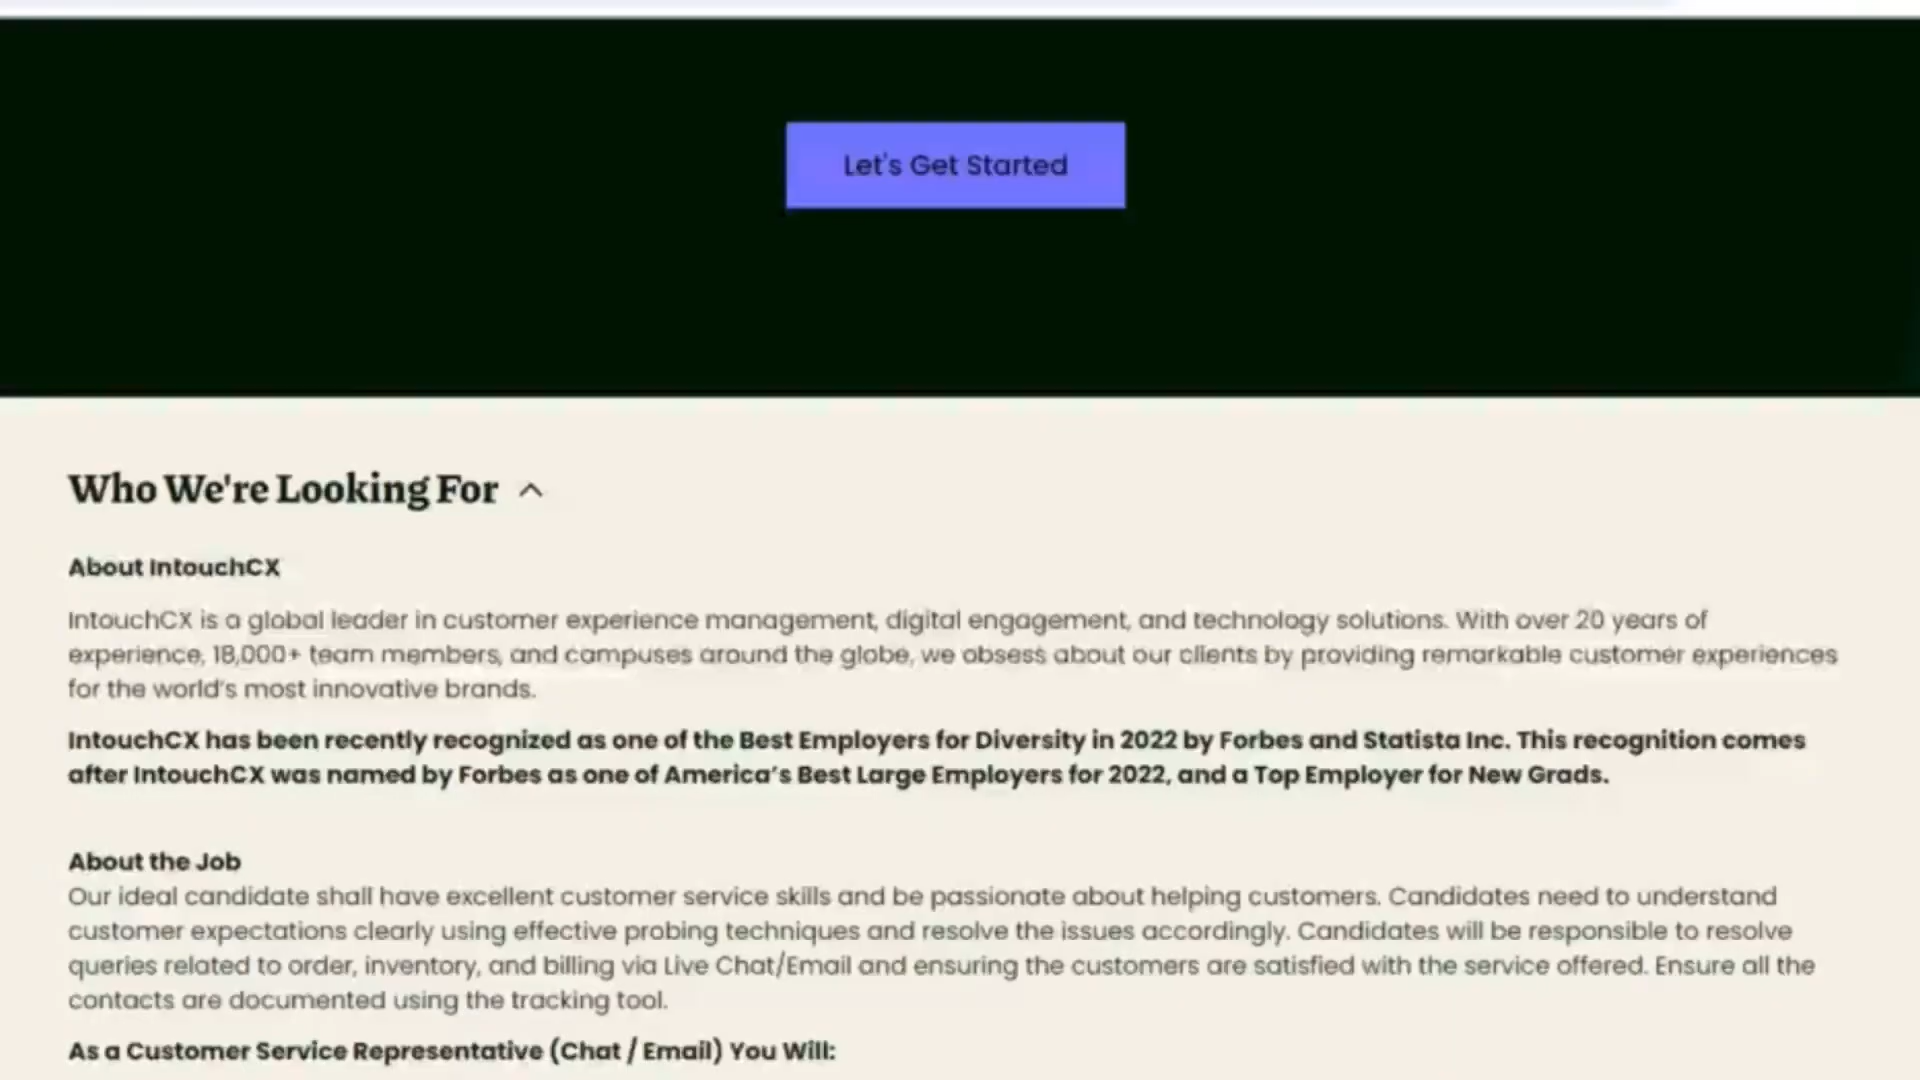 Let's Get Started
Who We're Looking For
About IntouchCX
IntouchCX is a global leader in customer experience management, digital engagement, and technology solutions. With over 20 years of
experience, 18,000+ team members, and campuses around the globe, we obsess about our clients by providing remarkable customer experiences
for the world's most innovative brands.
IntouchCX has been recently recognized as one of the Best Employers for Diversity in 2022 by Forbes and Statista Inc. This recognition comes
after IntouchCX was named by Forbes as one of America's Best Large Employers for 2022, and a Top Employer for New Grads.
About the Job
Our ideal candidate shall have excellent customer service skills and be passionate about helping customers. Candidates need to understand
customer expectations clearly using effective probing techniques and resolve the issues accordingly. Candidates will be responsible to resolve
queries related to order, inventory, and billing via Live Chat/Email and ensuring the customers are satisfied with the service offered. Ensure all the
contacts are documented using the tracking tool.
As a Customer Service Representative (Chat / Email) You Will: